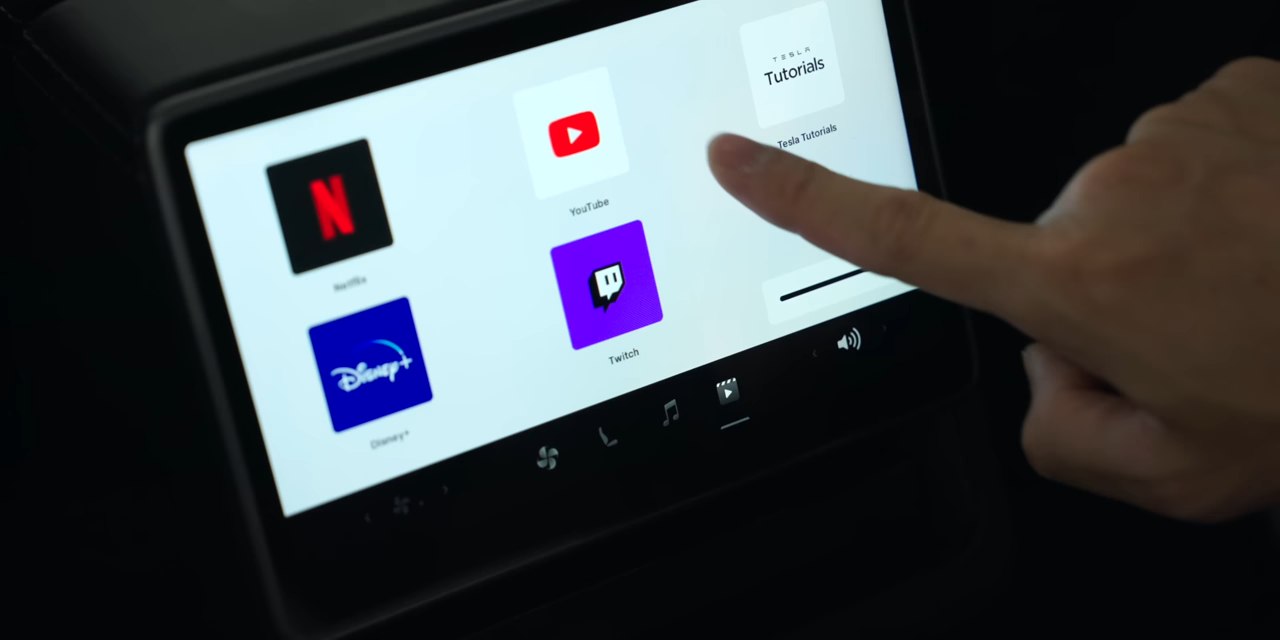 N
Netflix
Disney+
Disney+
YouTube
Twitch
TESLA
Tutorials
Tesla Tutorials